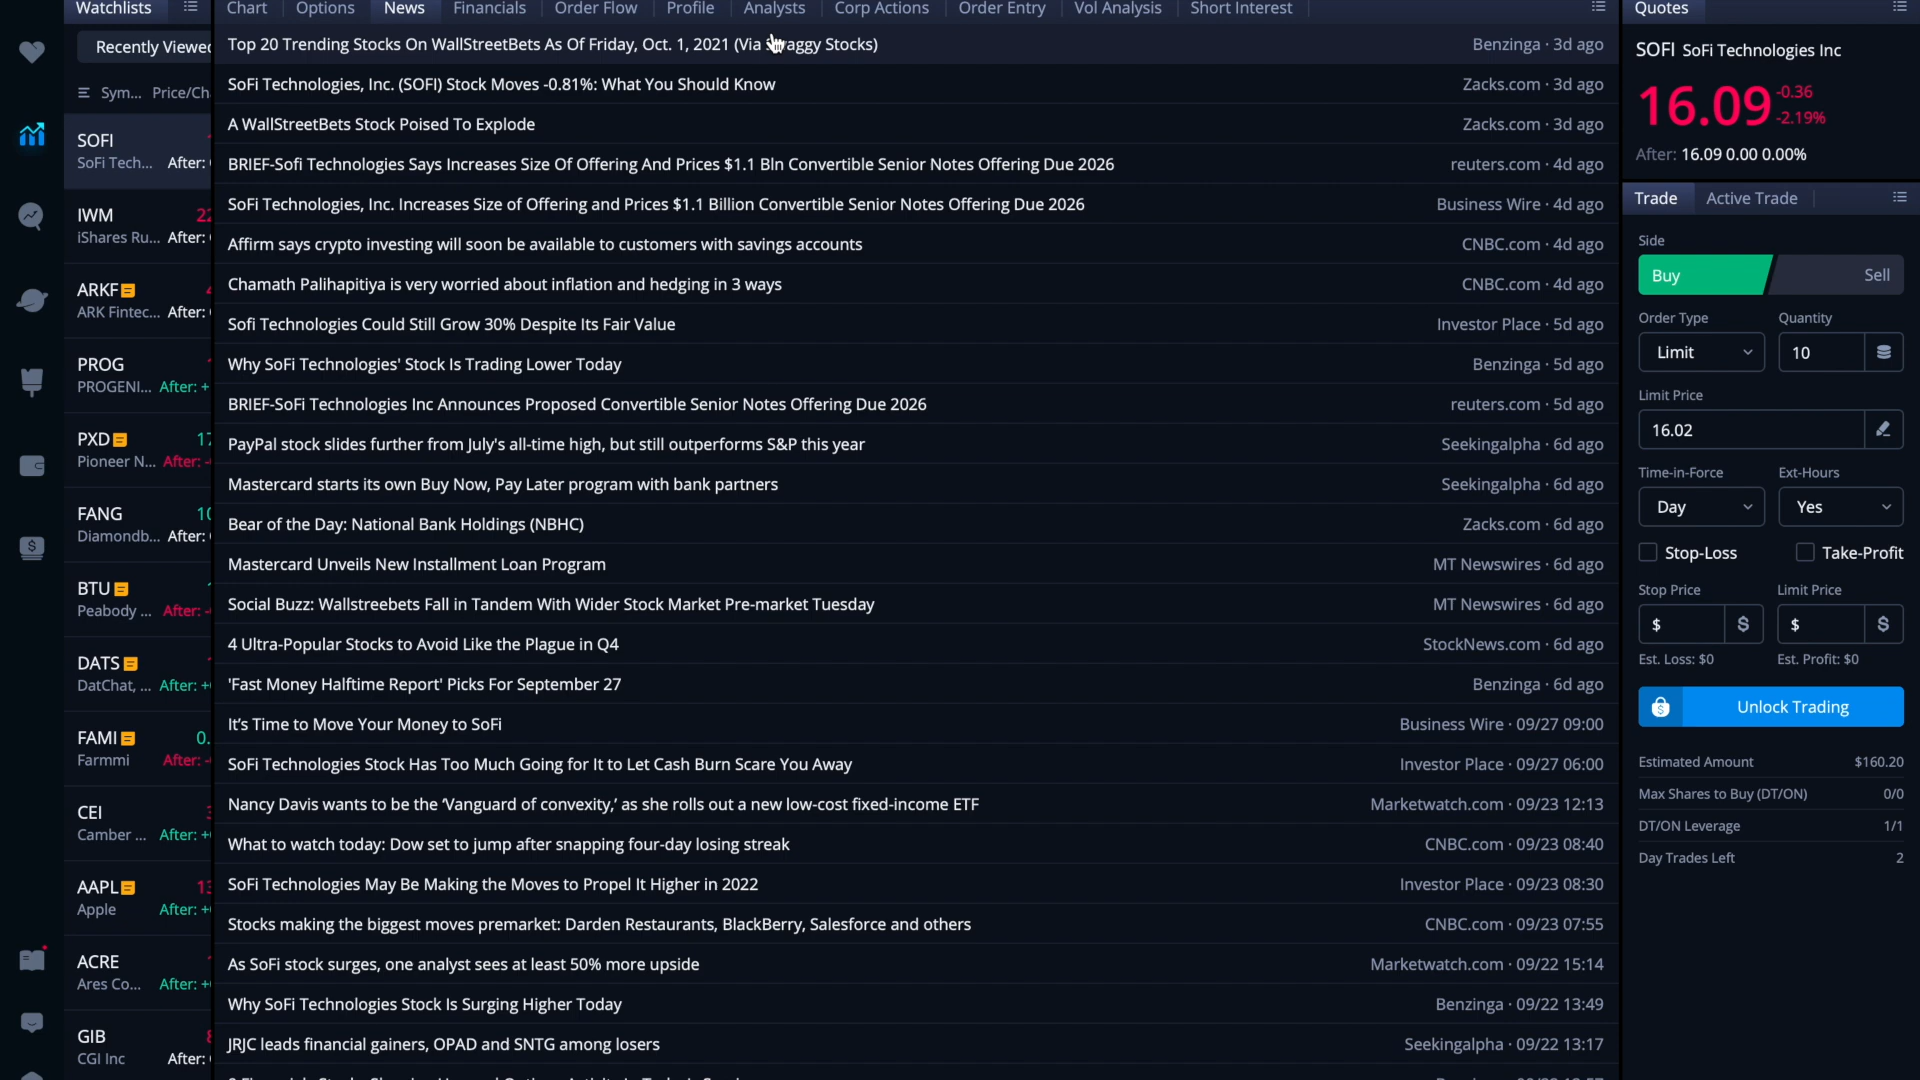 Watchlists
Chart Options News Financials Order Flow Profile Analysts Corp Actions Order Entry Vol Analysis Short Interest
Quotes
Recently Viewed
Sym... Price/Ch
SOFI
SoFi Tech... After:
IWM 22
iShares Ru... After:
ARKF
ARK Fintec... After:
PROG
PROGENI... After: +
PXD 17
Pioneer N... After: -
FANG 10
Diamondb... After:
BTU
Peabody ... After: -
DATS
DatChat, ... After: +
FAMI 0.
Farmmi After: -
CEI
Camber ... After: +
AAPL 13
Apple After: +
ACRE
Ares Co... After: +
GIB 8
CGI Inc After:
Top 20 Trending Stocks On WallStreetBets As Of Friday, Oct. 1, 2021 (Via Swaggy Stocks) Benzinga · 3d ago
SoFi Technologies, Inc. (SOFI) Stock Moves -0.81%: What You Should Know Zacks.com · 3d ago
A WallStreetBets Stock Poised To Explode Zacks.com · 3d ago
BRIEF-Sofi Technologies Says Increases Size Of Offering And Prices $1.1 Bln Convertible Senior Notes Offering Due 2026 reuters.com · 4d ago
SoFi Technologies, Inc. Increases Size of Offering and Prices $1.1 Billion Convertible Senior Notes Offering Due 2026 Business Wire · 4d ago
Affirm says crypto investing will soon be available to customers with savings accounts CNBC.com · 4d ago
Chamath Palihapitiya is very worried about inflation and hedging in 3 ways CNBC.com · 4d ago
Sofi Technologies Could Still Grow 30% Despite Its Fair Value Investor Place · 5d ago
Why SoFi Technologies' Stock Is Trading Lower Today Benzinga · 5d ago
BRIEF-SoFi Technologies Inc Announces Proposed Convertible Senior Notes Offering Due 2026 reuters.com · 5d ago
PayPal stock slides further from July's all-time high, but still outperforms S&P this year Seekingalpha · 6d ago
Mastercard starts its own Buy Now, Pay Later program with bank partners Seekingalpha · 6d ago
Bear of the Day: National Bank Holdings (NBHC) Zacks.com · 6d ago
Mastercard Unveils New Installment Loan Program MT Newswires · 6d ago
Social Buzz: Wallstreebets Fall in Tandem With Wider Stock Market Pre-market Tuesday MT Newswires · 6d ago
4 Ultra-Popular Stocks to Avoid Like the Plague in Q4 StockNews.com · 6d ago
'Fast Money Halftime Report' Picks For September 27 Benzinga · 6d ago
It's Time to Move Your Money to SoFi Business Wire · 09/27 09:00
SoFi Technologies Stock Has Too Much Going for It to Let Cash Burn Scare You Away Investor Place · 09/27 06:00
Nancy Davis wants to be the ‘Vanguard of convexity,’ as she rolls out a new low-cost fixed-income ETF Marketwatch.com · 09/23 12:13
What to watch today: Dow set to jump after snapping four-day losing streak CNBC.com · 09/23 08:40
SoFi Technologies May Be Making the Moves to Propel It Higher in 2022 Investor Place · 09/23 08:30
Stocks making the biggest moves premarket: Darden Restaurants, BlackBerry, Salesforce and others CNBC.com · 09/23 07:55
As SoFi stock surges, one analyst sees at least 50% more upside Marketwatch.com · 09/22 15:14
Why SoFi Technologies Stock Is Surging Higher Today Benzinga · 09/22 13:49
JRJC leads financial gainers, OPAD and SNTG among losers Seekingalpha · 09/22 13:17
SOFI SoFi Technologies Inc
16.09 -0.36
-2.19%
After: 16.09 0.00 0.00%
Trade Active Trade
Side
Buy Sell
Order Type Quantity
Limit 10
Limit Price
16.02
Time-in-Force Ext-Hours
Day Yes
Stop-Loss Take-Profit
Stop Price Limit Price
$ $ $ $
Est. Loss: $0 Est. Profit: $0
Unlock Trading
Estimated Amount $160.20
Max Shares to Buy (DT/ON) 0/0
DT/ON Leverage 1/1
Day Trades Left 2